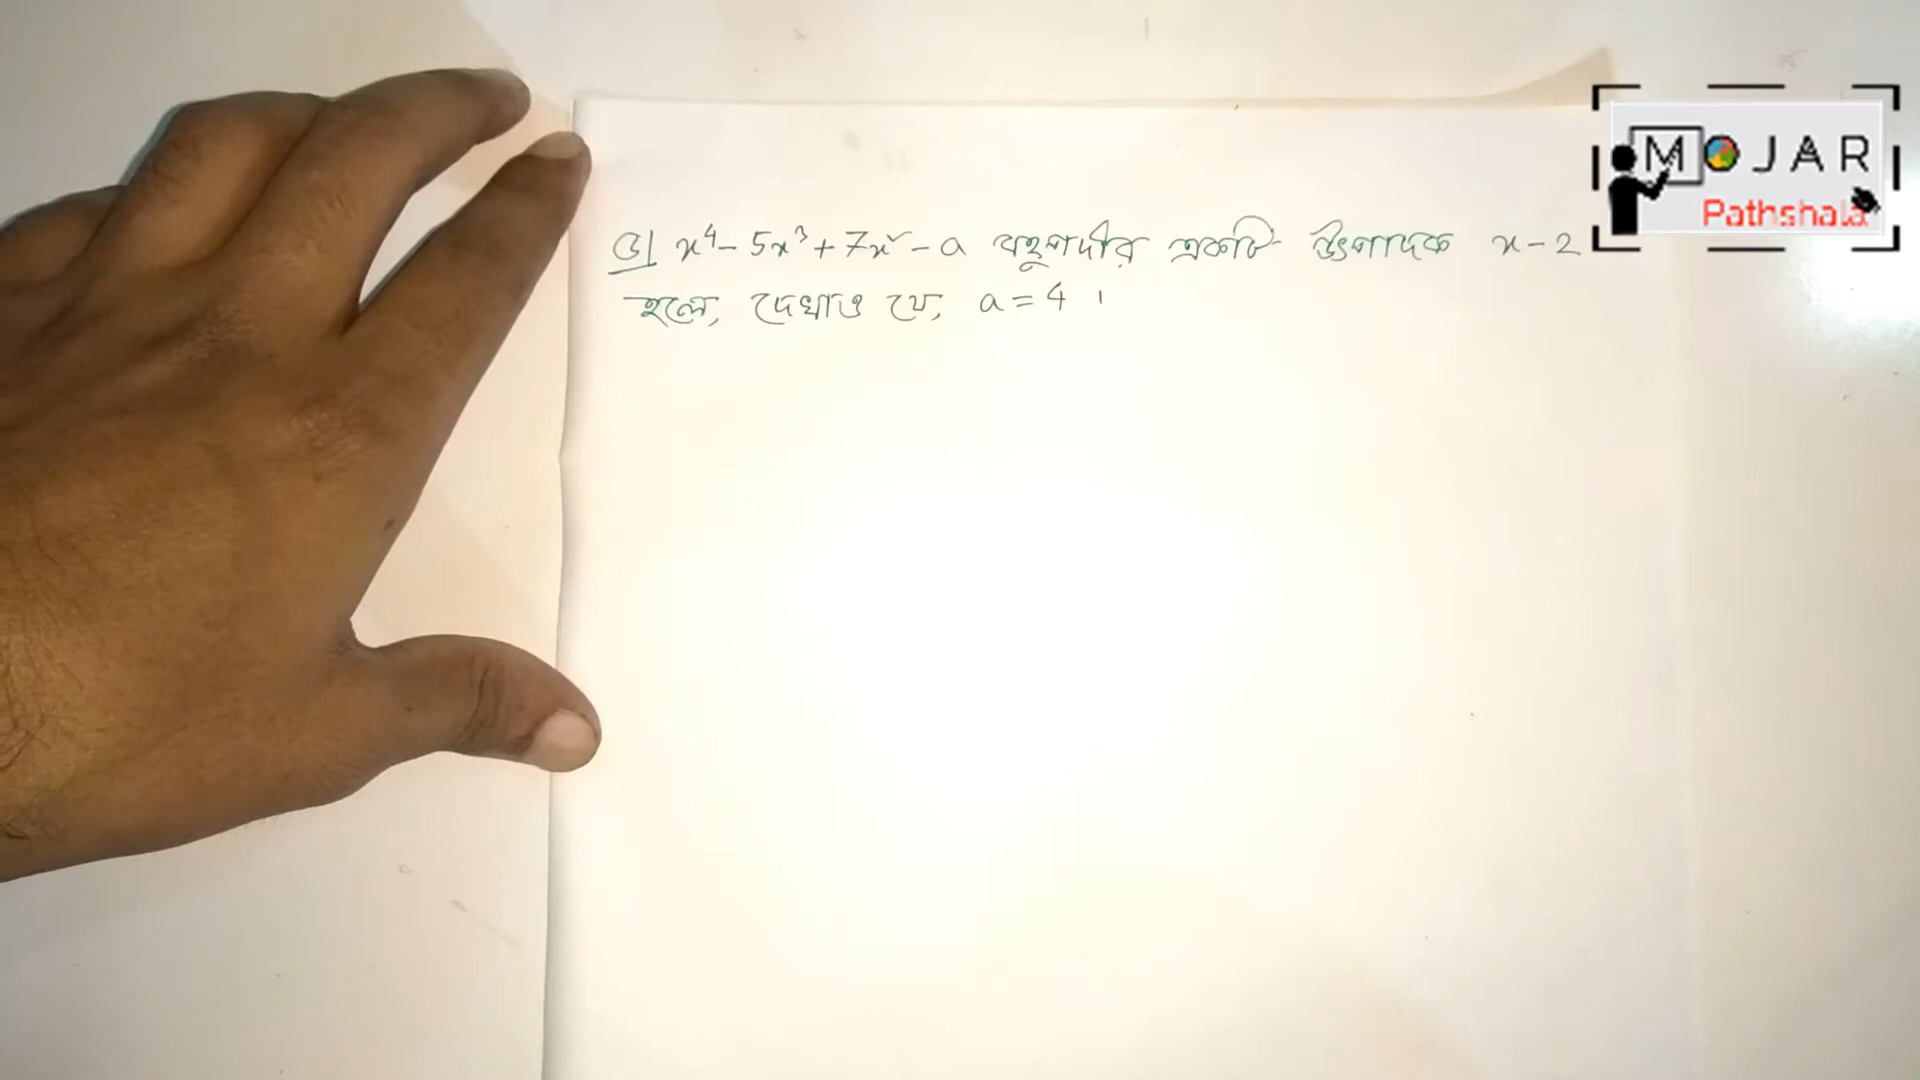 ৩। x⁴ - 5x³ + 7x² - a বহুপদীর একটি উৎপাদক x - 2
হলে, দেখাও যে, a = 4 ।
MOJAR
Pathshala